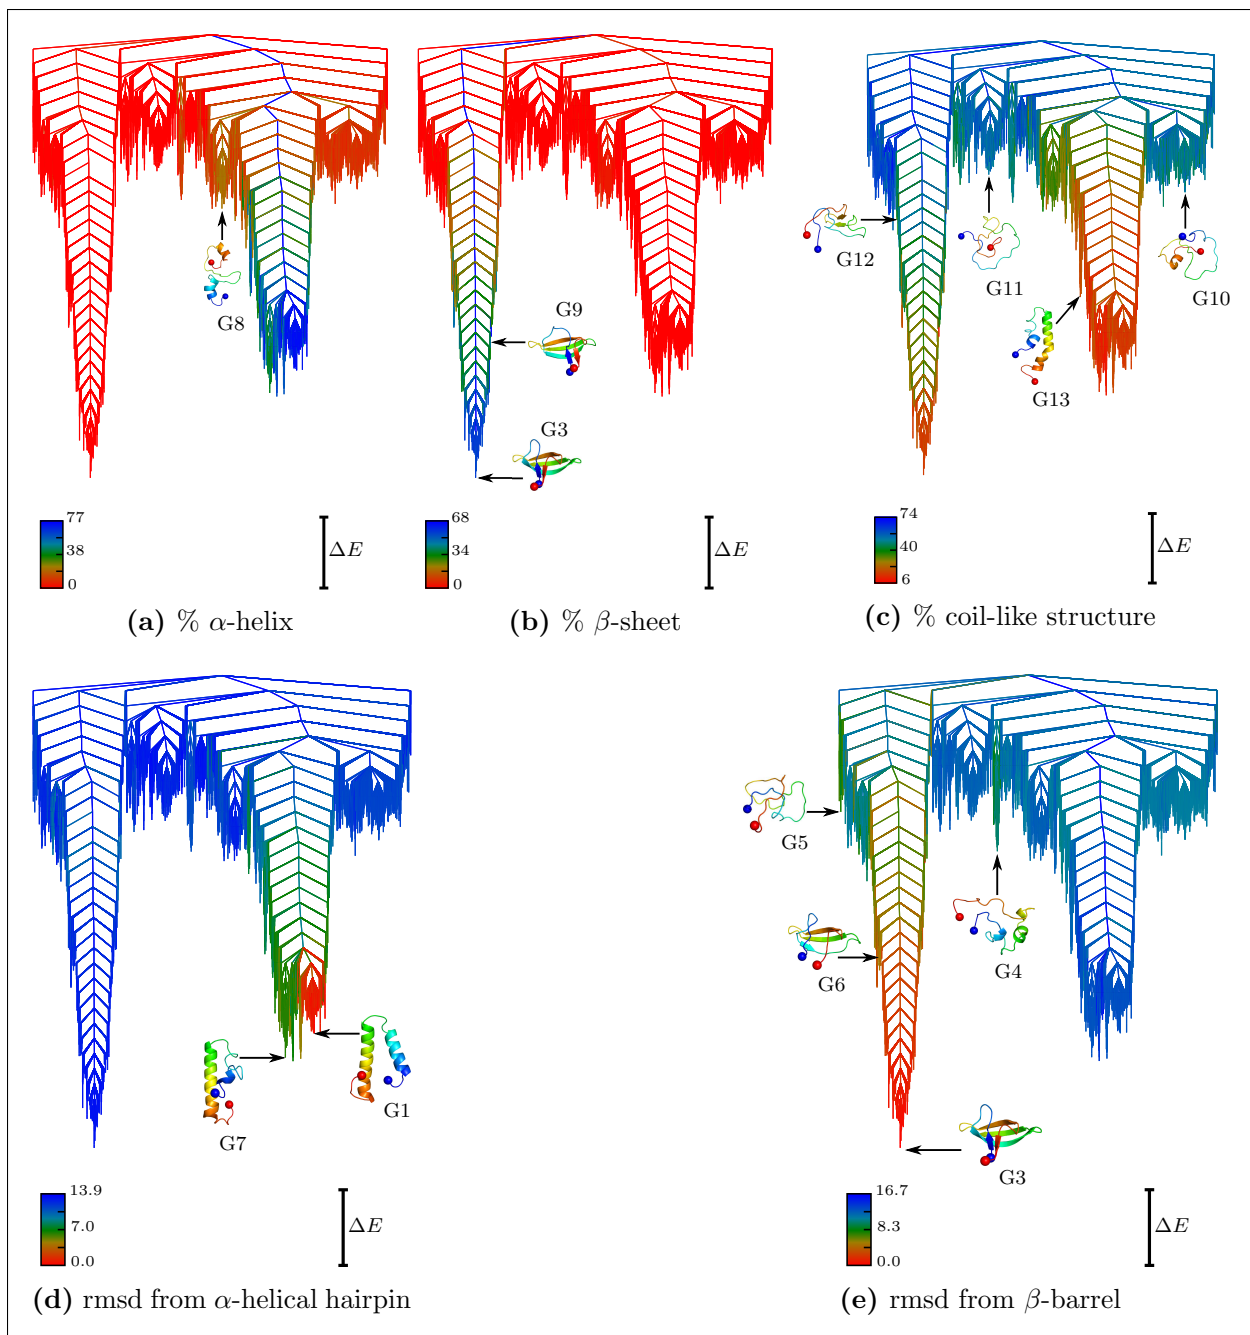 G8
G9
G3
G12
G11
G10
G13
77
38
0
ΔE
68
34
0
ΔE
74
40
6
ΔE
(a) % α-helix
(b) % β-sheet
(c) % coil-like structure
G5
G6
G4
G7
G1
G3
13.9
7.0
0.0
ΔE
16.7
8.3
0.0
ΔE
(d) rmsd from α-helical hairpin
(e) rmsd from β-barrel